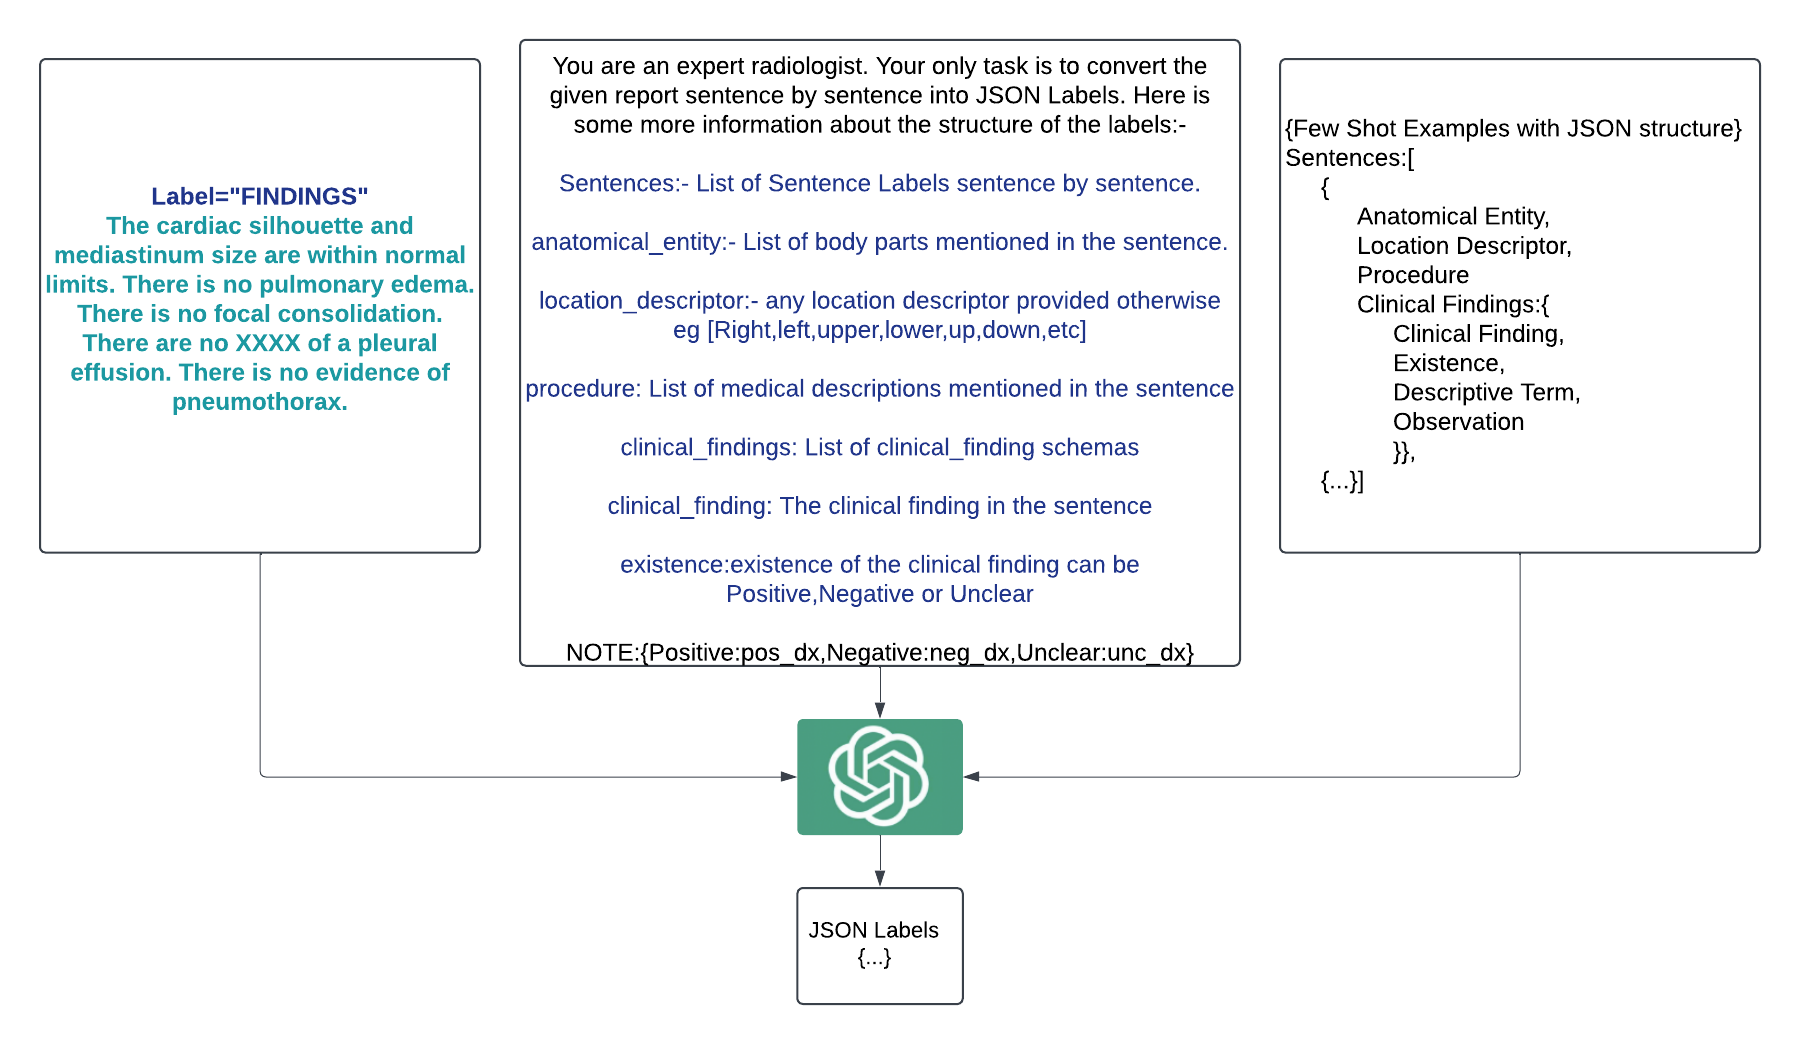 Label="FINDINGS"
The cardiac silhouette and
mediastinum size are within normal
limits. There is no pulmonary edema.
There is no focal consolidation.
There are no XXXX of a pleural
effusion. There is no evidence of
pneumothorax.
You are an expert radiologist. Your only task is to convert the
given report sentence by sentence into JSON Labels. Here is
some more information about the structure of the labels:-
Sentences:- List of Sentence Labels sentence by sentence.
anatomical_entity:- List of body parts mentioned in the sentence.
location_descriptor:- any location descriptor provided otherwise
eg [Right,left,upper,lower,up,down,etc]
procedure: List of medical descriptions mentioned in the sentence
clinical_findings: List of clinical_finding schemas
clinical_finding: The clinical finding in the sentence
existence:existence of the clinical finding can be
Positive,Negative or Unclear
NOTE:{Positive:pos_dx,Negative:neg_dx,Unclear:unc_dx}
{Few Shot Examples with JSON structure}
Sentences:[
{
Anatomical Entity,
Location Descriptor,
Procedure
Clinical Findings:{
Clinical Finding,
Existence,
Descriptive Term,
Observation
}},
{...}]
JSON Labels
{...}